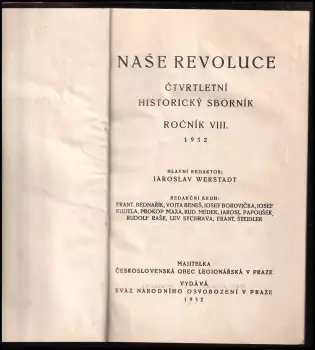 NAŠE REVOLUCE
ČTVRTLETNÍ
HISTORICKÝ SBORNÍK
ROČNÍK VIII.
1932
HLAVNÍ REDAKTOR:
JAROSLAV WERSTADT
REDAKČNÍ KRUH:
FRANT. BEDNAŘÍK, VOJTA BENEŠ, JOSEF BOROVIČKA, JOSEF
KUDELA, PROKOP MAXA, RUD. MEDEK, JAROSL. PAPOUŠEK,
RUDOLF RAŠE, LEV SYCHRAVA, FRANT. ŠTEIDLER
MAJITELKA
ČESKOSLOVENSKÁ OBEC LEGIONÁŘSKÁ V PRAZE
VYDÁVÁ
SVAZ NÁRODNÍHO OSVOBOZENÍ V PRAZE
1932